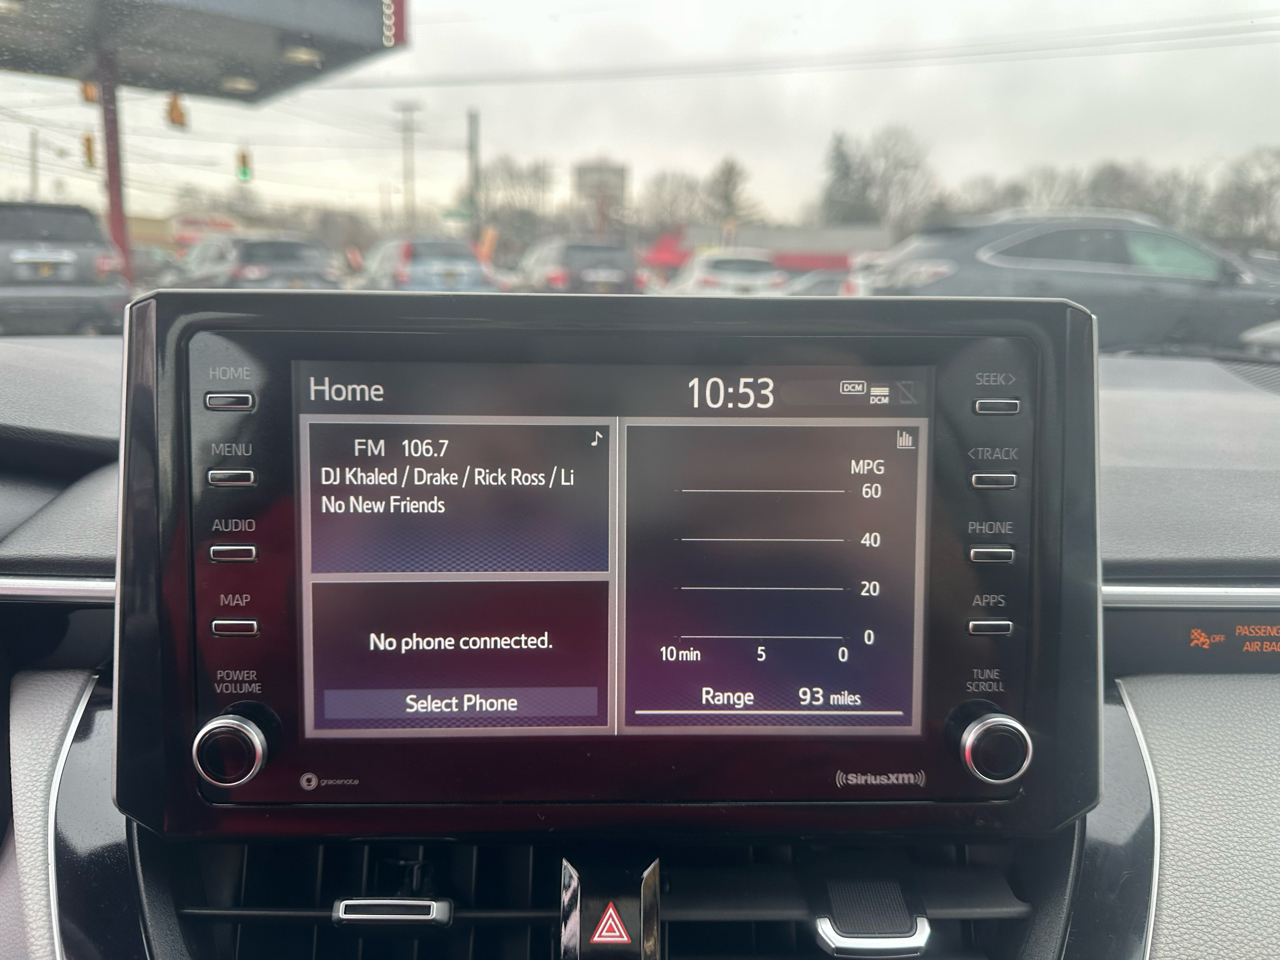 HOME
MENU
AUDIO
MAP
POWER
VOLUME
Home
10:53
DCM
DCM
FM 106.7
DJ Khaled / Drake / Rick Ross / Li
No New Friends
No phone connected.
Select Phone
MPG
60
40
20
0
10 min 5 0
Range 93 miles
gracenote
((SiriusXM))
SEEK >
< TRACK
PHONE
APPS
TUNE
SCROLL
OFF
PASSENG
AIR BAG